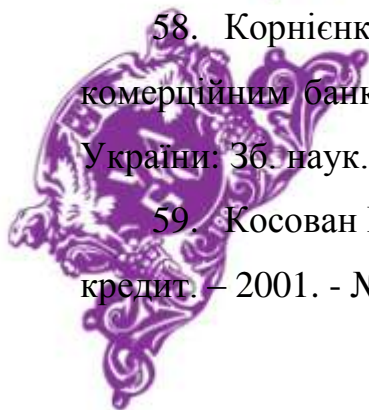 58. Корнієнк
комерційним банк
України: Зб. наук.
59. Косован
кредит. – 2001. - №